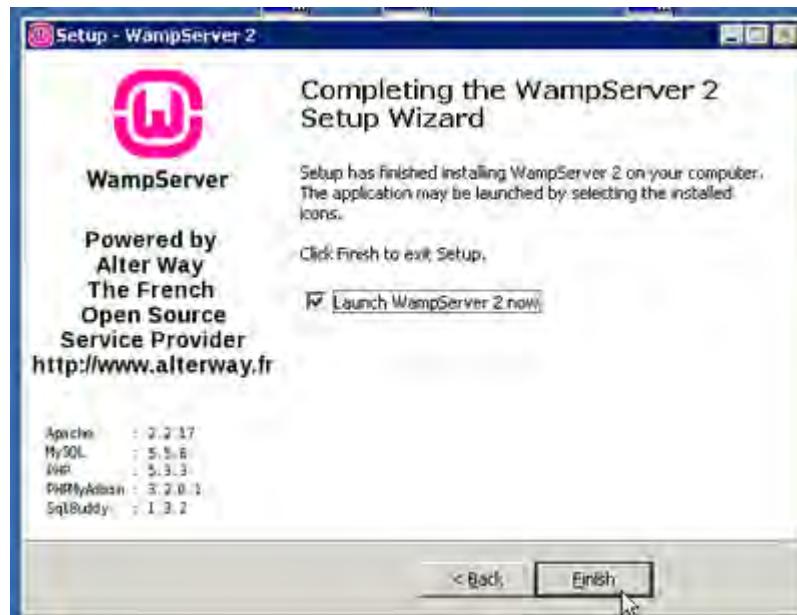 Setup - WampServer 2
WampServer
Powered by
Alter Way
The French
Open Source
Service Provider
http://www.alterway.fr
Apache : 2.2.17
MySQL : 5.5.8
PHP : 5.3.3
PHPMyAdmin : 3.2.0.1
SqlBuddy : 1.3.2
Completing the WampServer 2
Setup Wizard
Setup has finished installing WampServer 2 on your computer.
The application may be launched by selecting the installed
icons.
Click Finish to exit Setup.
Launch WampServer 2 now
< Back
Finish